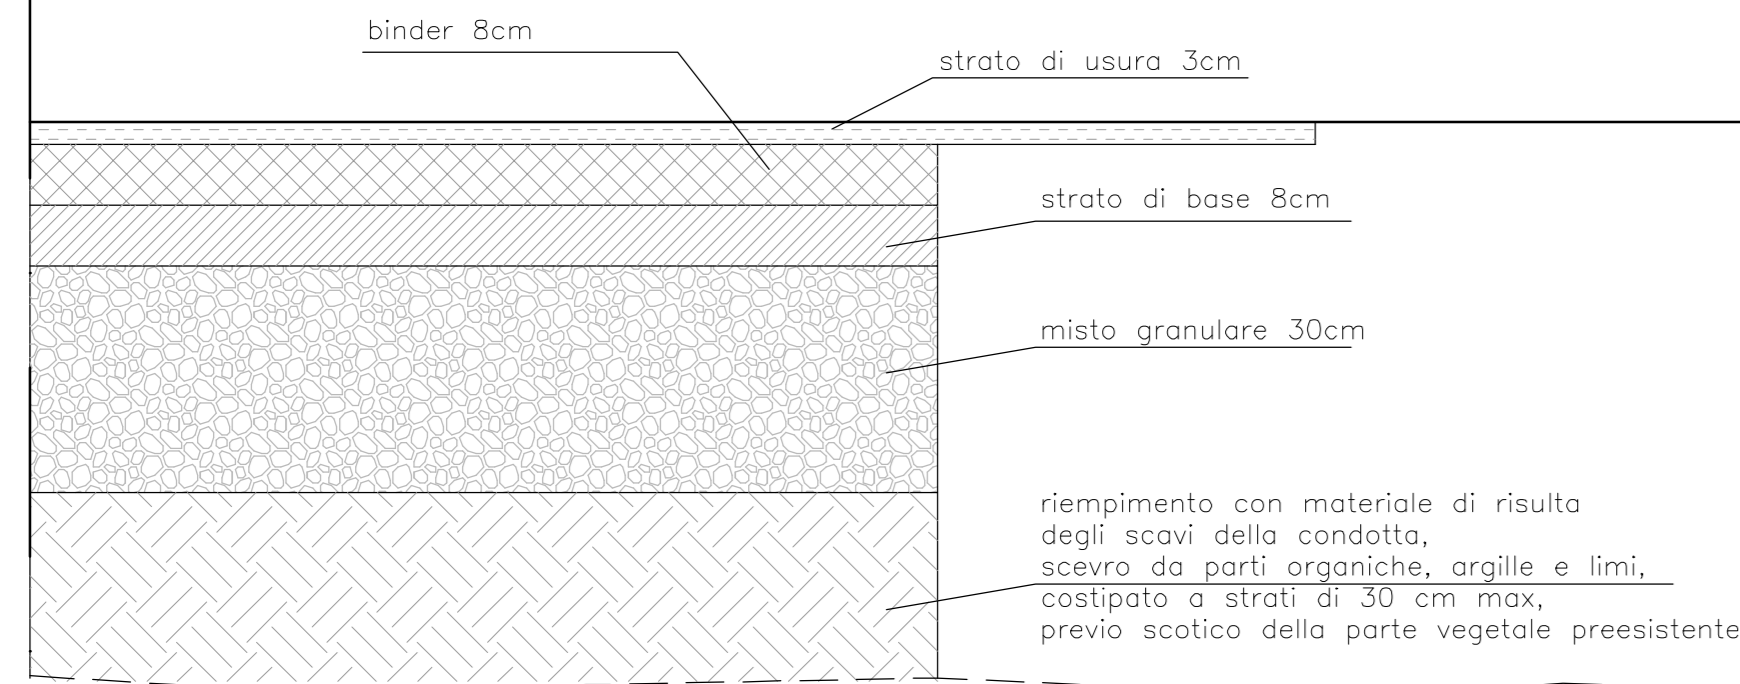 binder 8cm
strato di usura 3cm
strato di base 8cm
misto granulare 30cm
riempimento con materiale di risulta
degli scavi della condotta,
scevro da parti organiche, argille e limi,
costipato a strati di 30 cm max,
previo scotico della parte vegetale preesistente